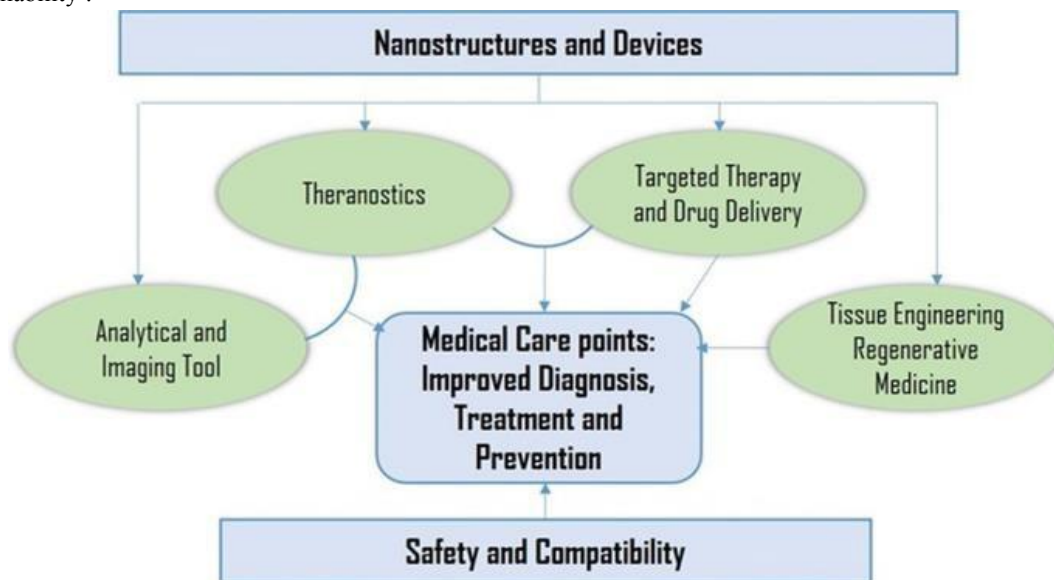 Nanostructures and Devices
Theranostics
Targeted Therapy
and Drug Delivery
Analytical and
Imaging Tool
Medical Care points:
Improved Diagnosis,
Treatment and
Prevention
Tissue Engineering
Regenerative
Medicine
Safety and Compatibility